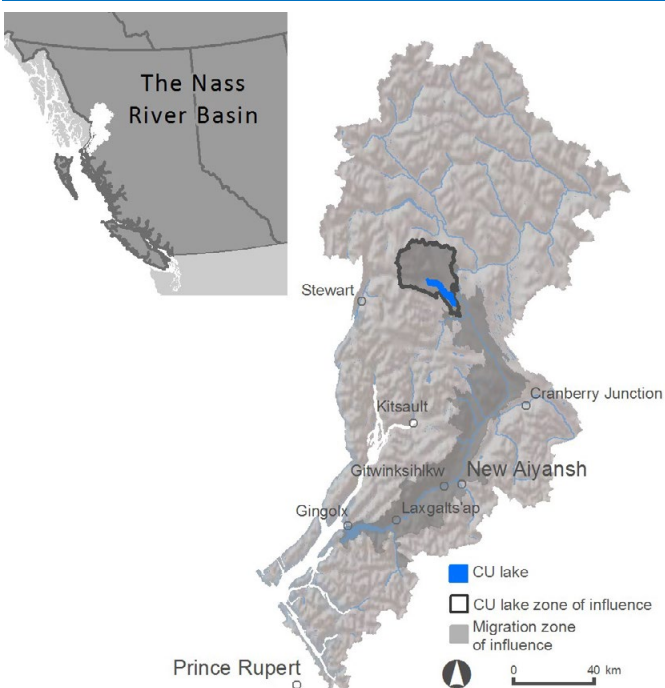 The Nass
River Basin
Stewart
Cranberry Junction
Kitsault
Gitwinksihlkw
New Aiyansh
Gingolx
Laxgalts'ap
CU lake
CU lake zone of influence
Migration zone
of influence
Prince Rupert
0
40 km